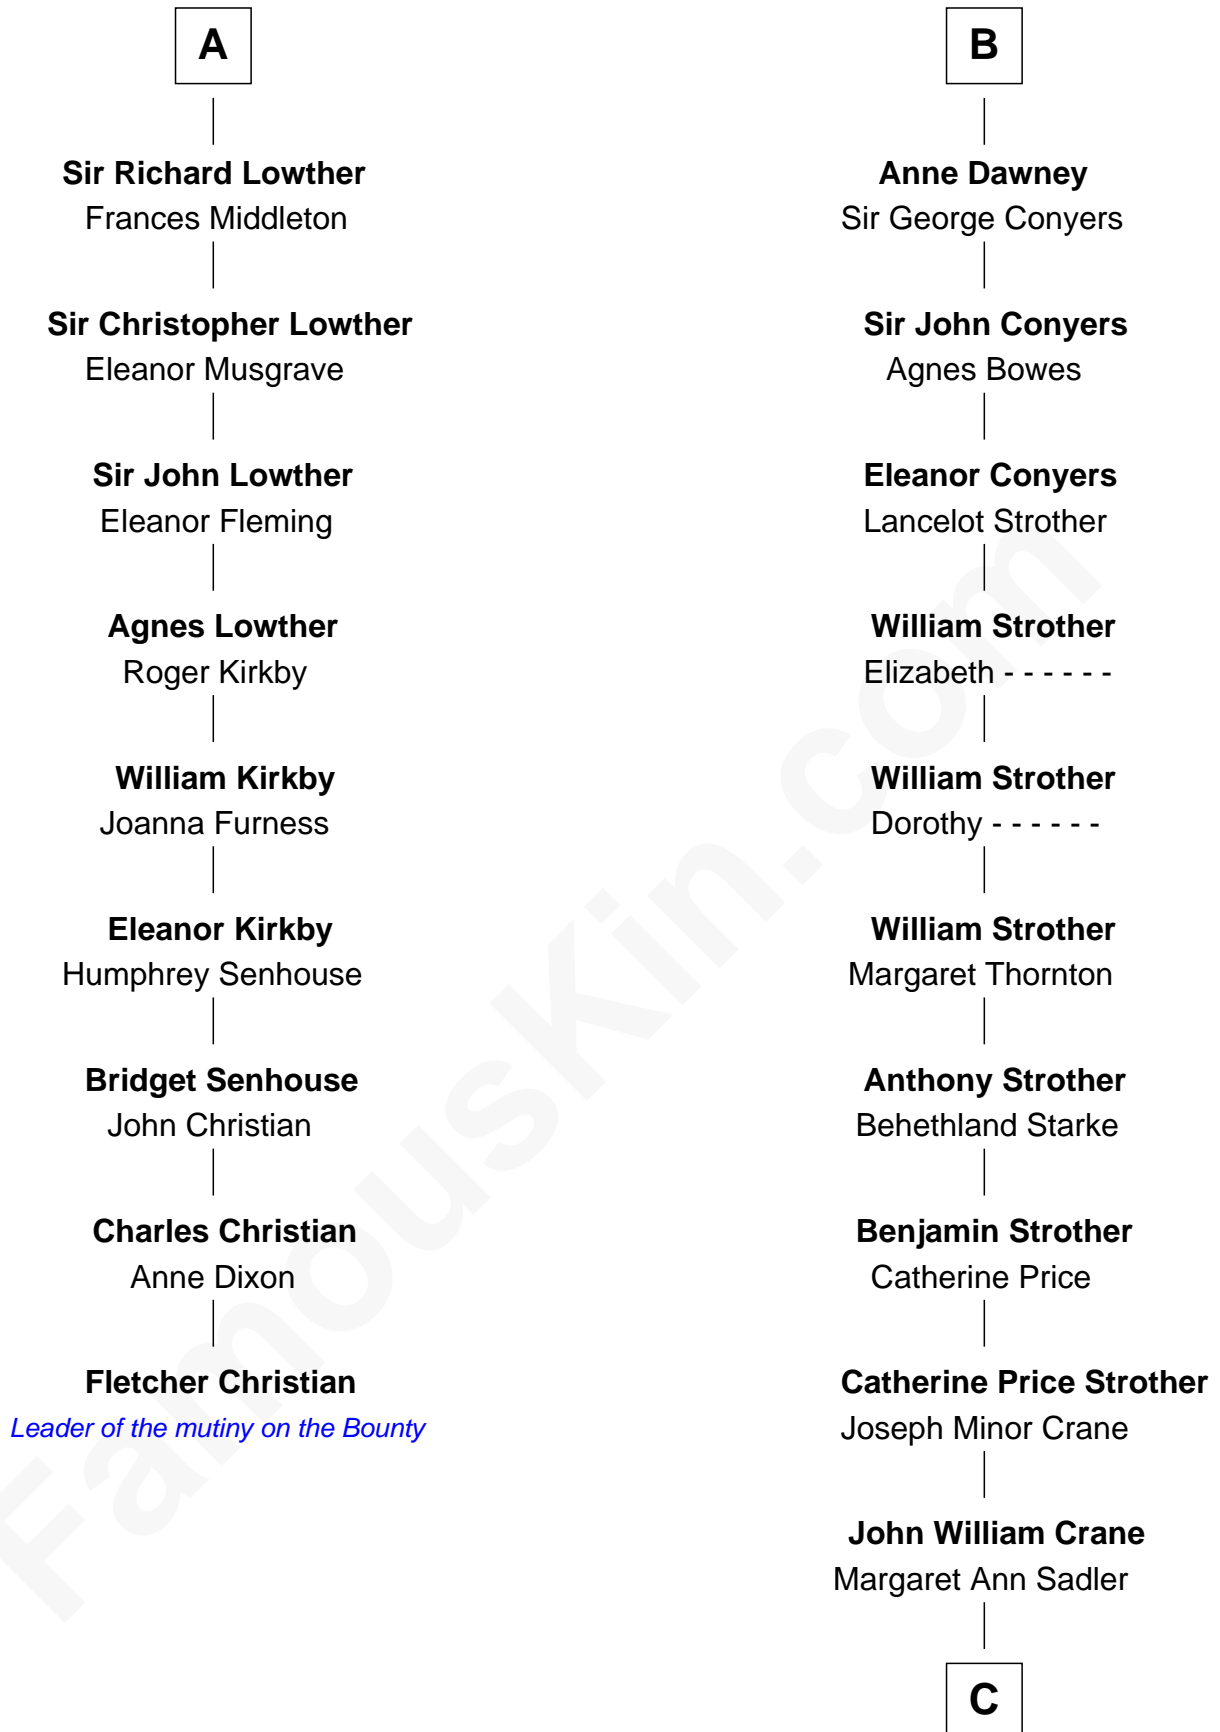 A
Sir Richard Lowther
Frances Middleton
Sir Christopher Lowther
Eleanor Musgrave
Sir John Lowther
Eleanor Fleming
Agnes Lowther
Roger Kirkby
William Kirkby
Joanna Furness
Eleanor Kirkby
Humphrey Senhouse
Bridget Senhouse
John Christian
Charles Christian
Anne Dixon
Fletcher Christian
Leader of the mutiny on the Bounty
B
Anne Dawney
Sir George Conyers
Sir John Conyers
Agnes Bowes
Eleanor Conyers
Lancelot Strother
William Strother
Elizabeth - - - - - -
William Strother
Dorothy - - - - - -
William Strother
Margaret Thornton
Anthony Strother
Behethland Starke
Benjamin Strother
Catherine Price
Catherine Price Strother
Joseph Minor Crane
John William Crane
Margaret Ann Sadler
C
FamousKin.com